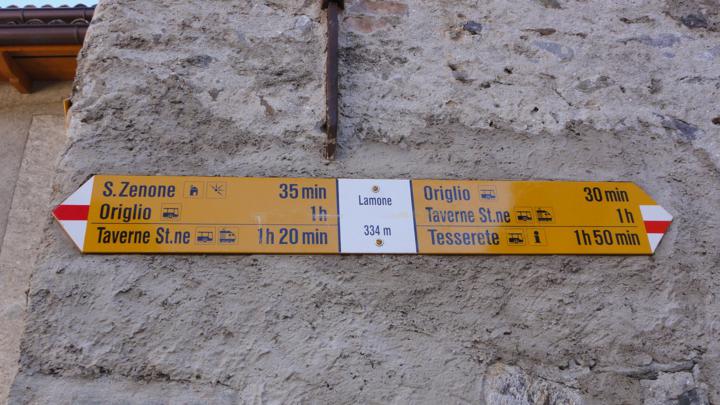 S. Zenone 35 min
Origlio 1h
Taverne St.ne 1h 20 min
Lamone
334 m
Origlio 30 min
Taverne St.ne 1h
Tesserete 1h 50 min